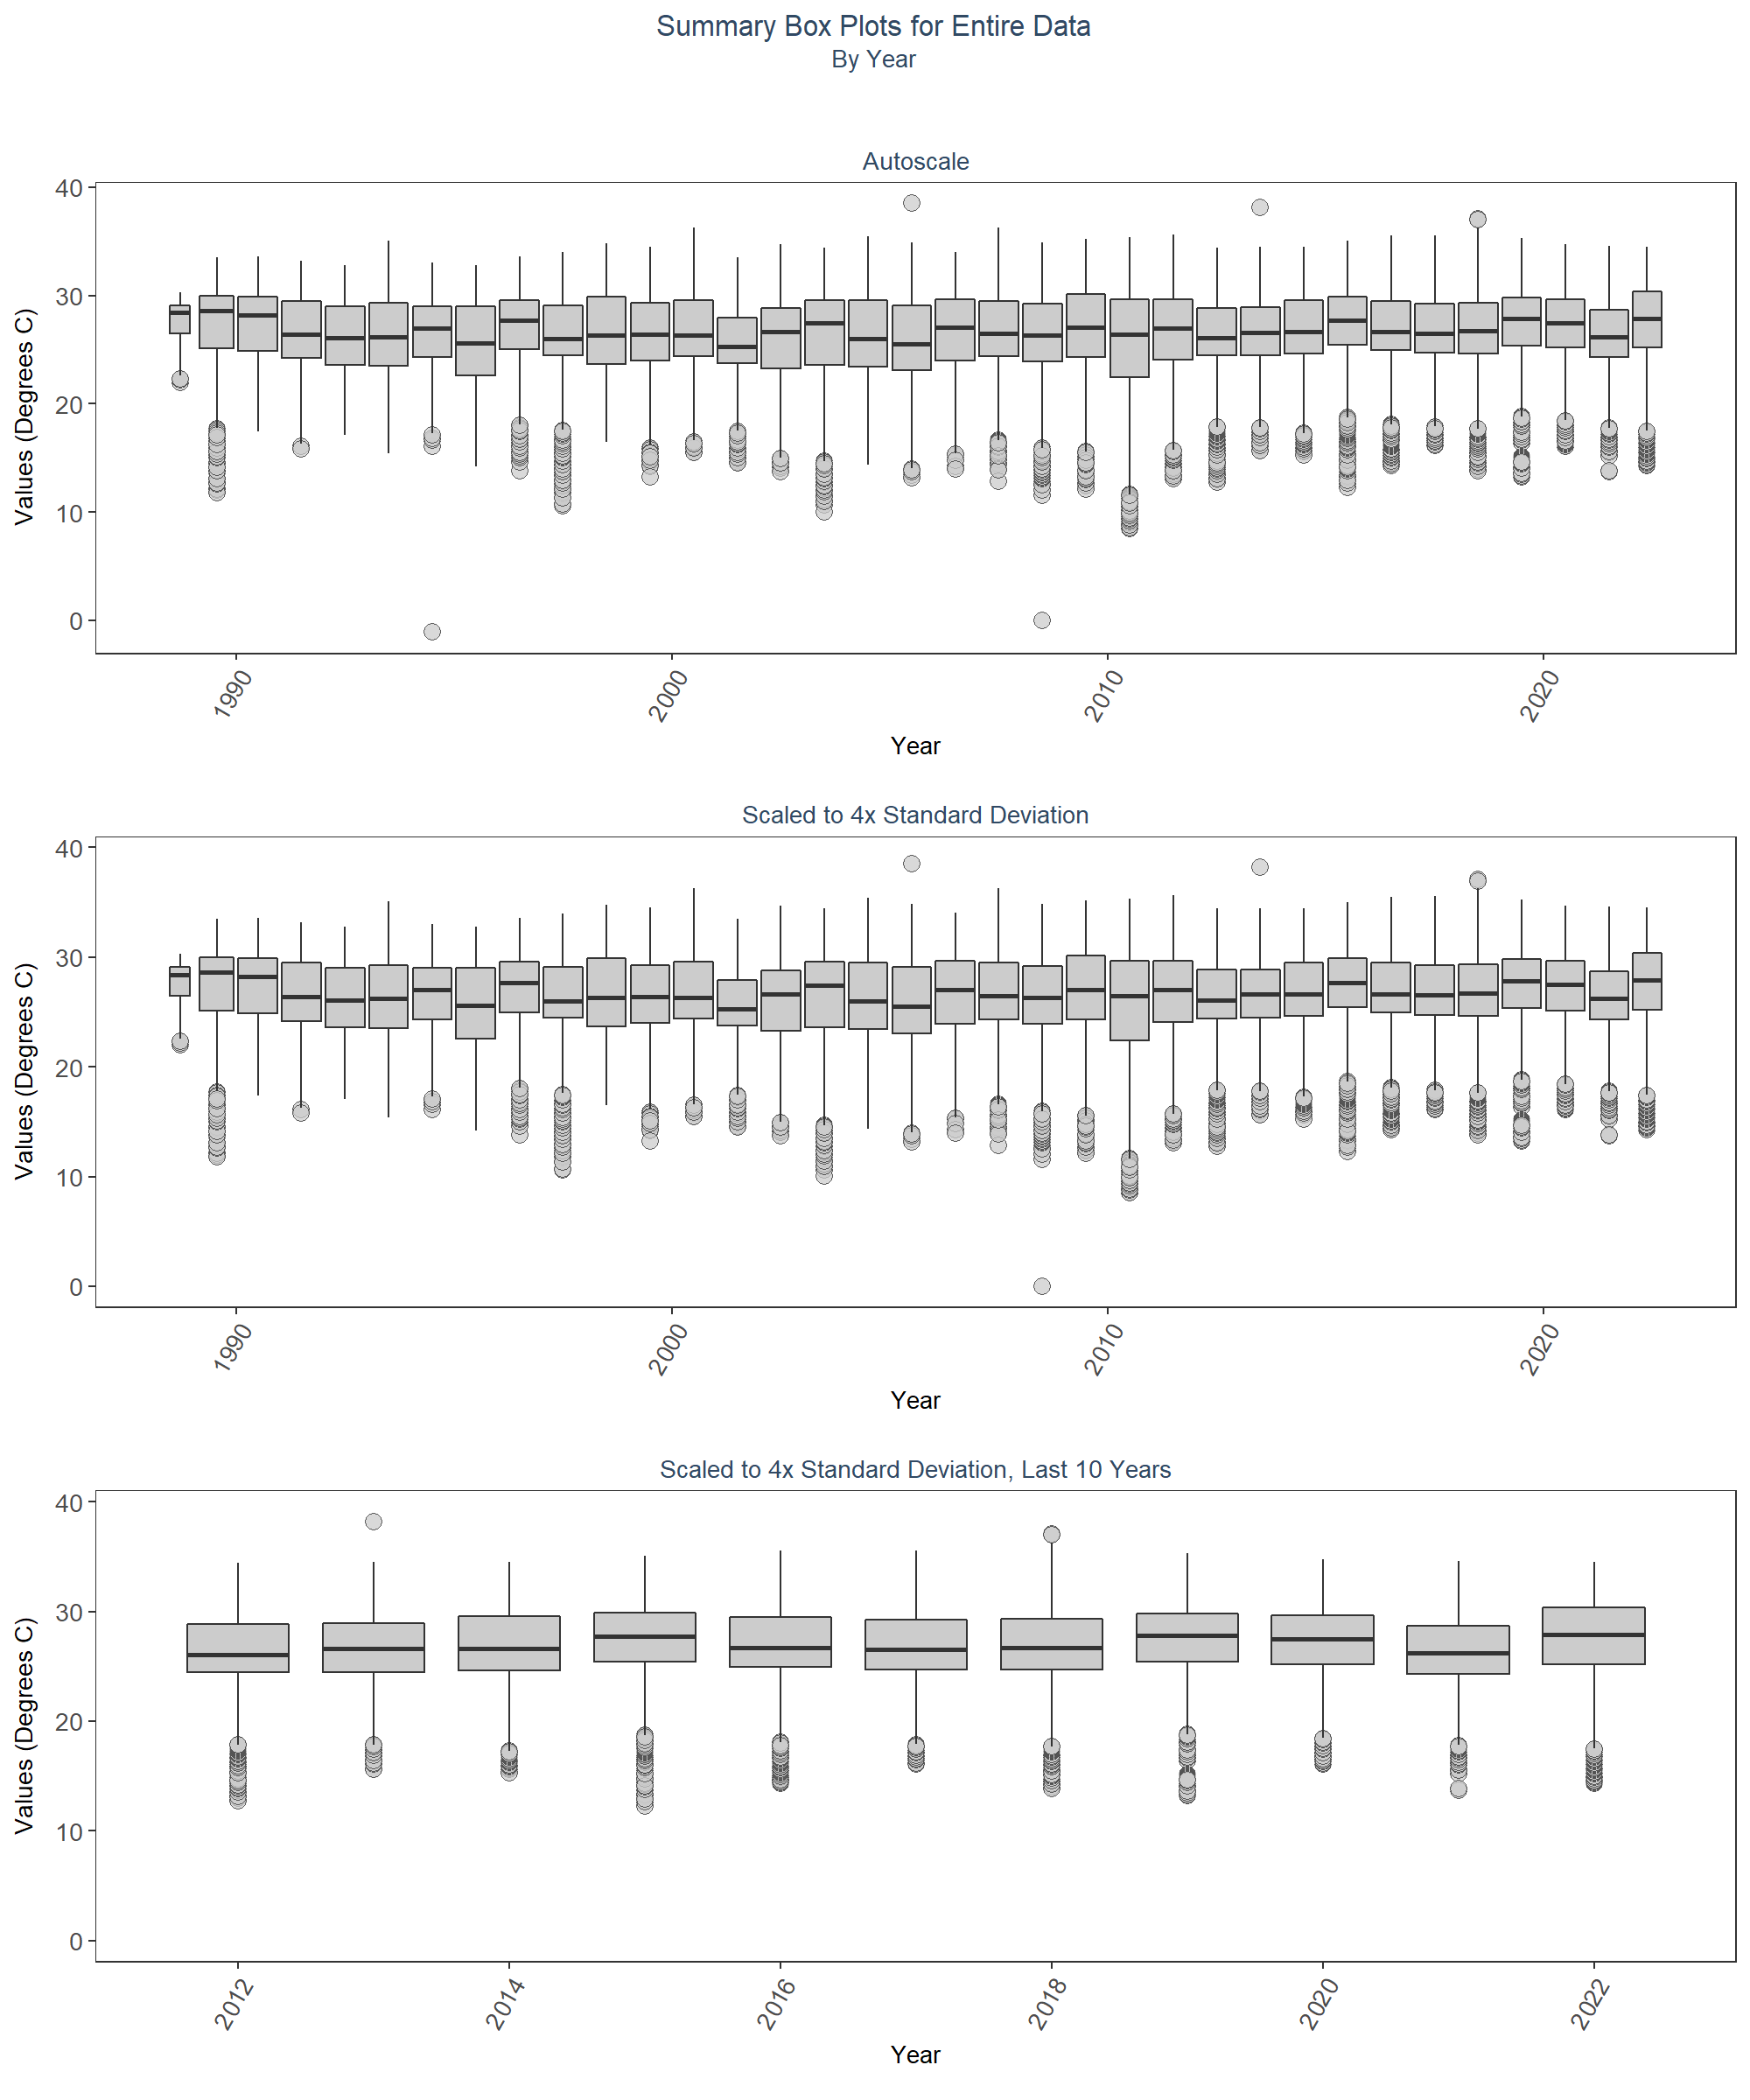 Summary Box Plots for Entire Data
By Year
Autoscale
Values (Degrees C)
40
30
20
10
0
1990
2000
2010
2020
Year
Scaled to 4x Standard Deviation
Values (Degrees C)
40
30
20
10
0
1990
2000
2010
2020
Year
Scaled to 4x Standard Deviation, Last 10 Years
Values (Degrees C)
40
30
20
10
0
2012
2014
2016
2018
2020
2022
Year